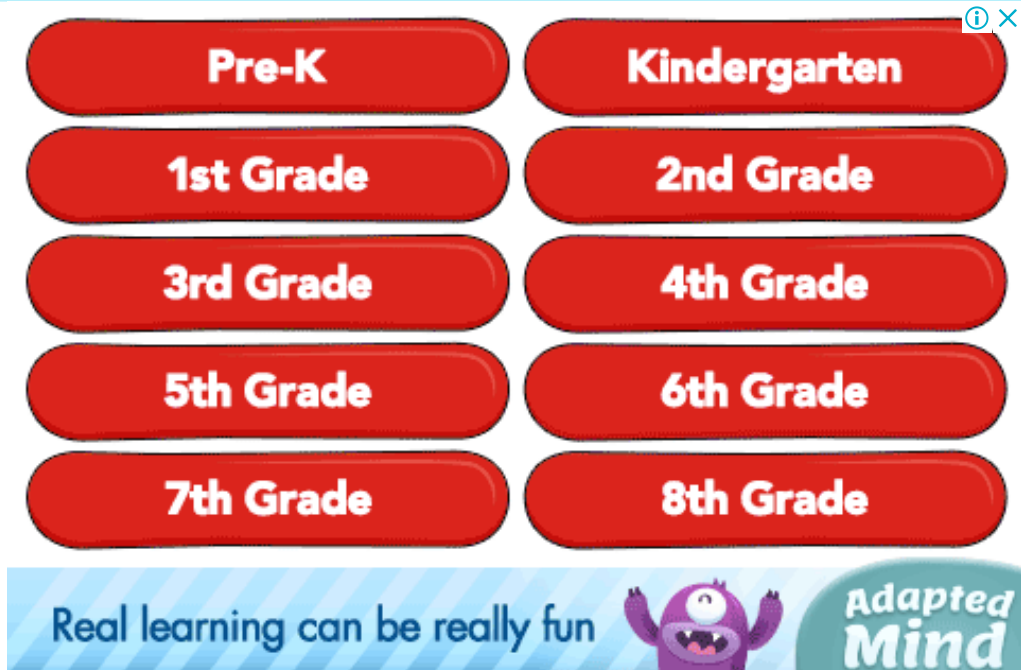 Pre-K
Kindergarten
1st Grade
2nd Grade
3rd Grade
4th Grade
5th Grade
6th Grade
7th Grade
8th Grade
Real learning can be really fun
Adapted
Mind